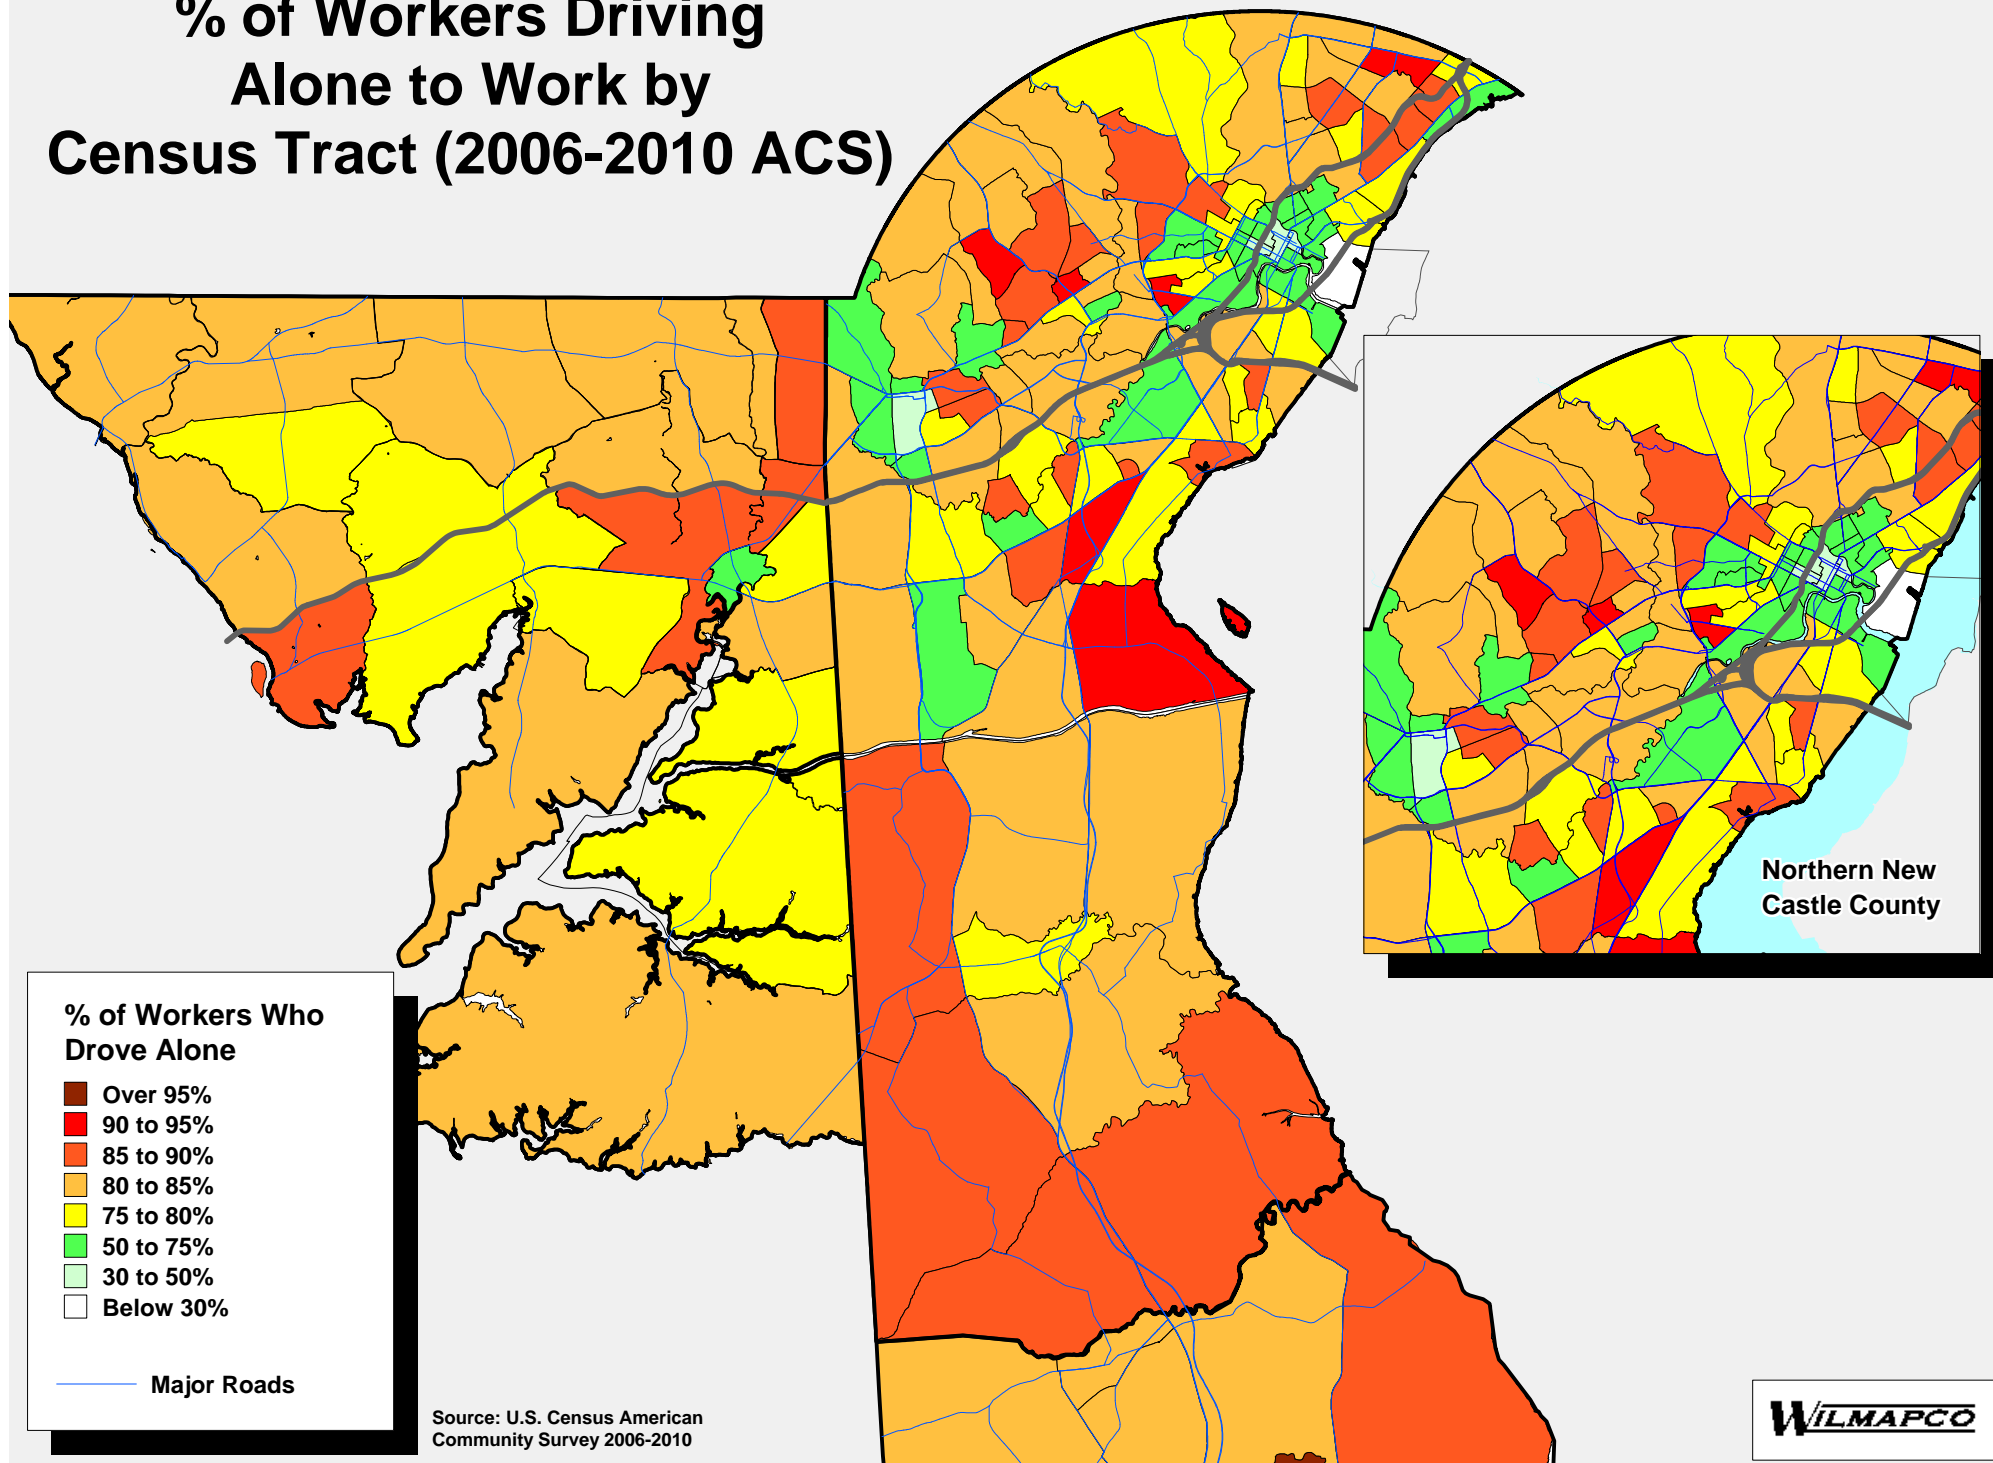 % of Workers Driving
Alone to Work by
Census Tract (2006-2010 ACS)
Northern New
Castle County
% of Workers Who
Drove Alone
Over 95%
90 to 95%
85 to 90%
80 to 85%
75 to 80%
50 to 75%
30 to 50%
Below 30%
Major Roads
Source: U.S. Census American
Community Survey 2006-2010
WILMAPCO